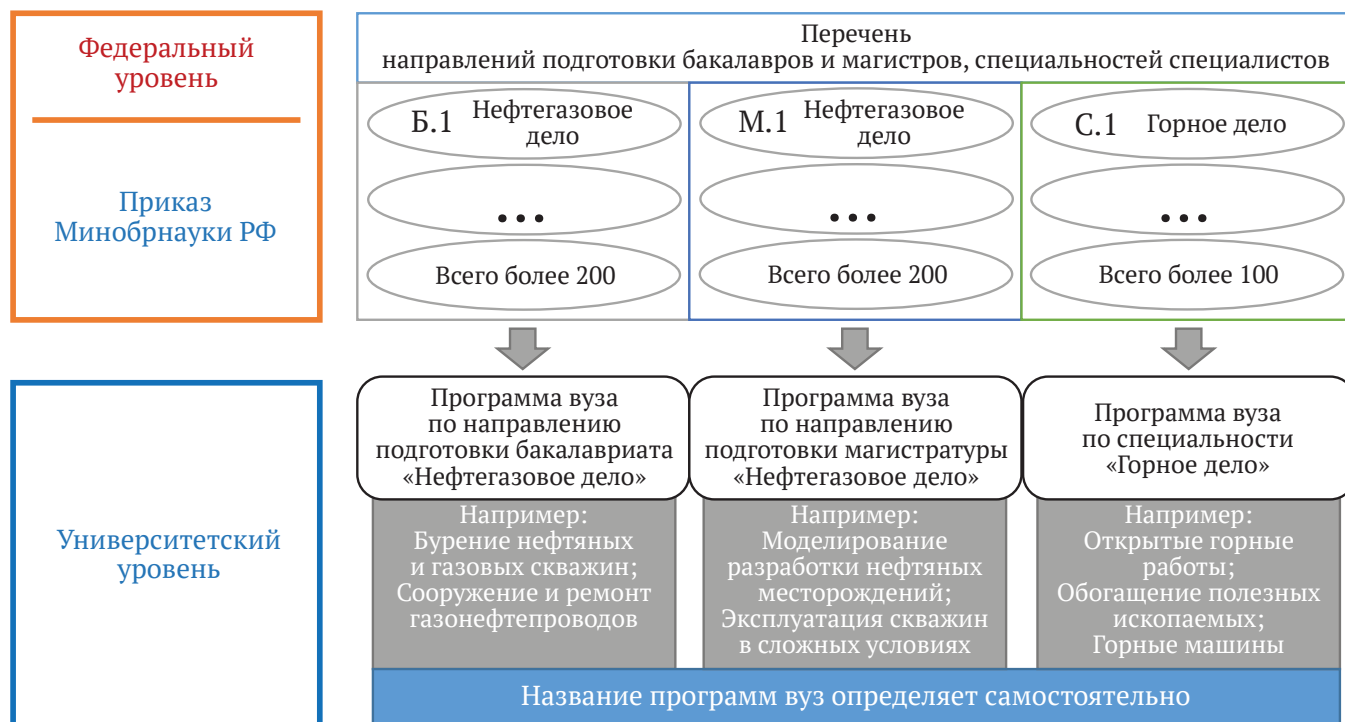 Федеральный
уровень
Приказ
Минобрнауки РФ
Перечень
направлений подготовки бакалавров и магистров, специальностей специалистов
Б.1 Нефтегазовое
дело
...
Всего более 200
М.1 Нефтегазовое
дело
...
Всего более 200
С.1 Горное дело
...
Всего более 100
Университетский
уровень
Программа вуза
по направлению
подготовки бакалавриата
«Нефтегазовое дело»
Например:
Бурение нефтяных
и газовых скважин;
Сооружение и ремонт
газонефтепроводов
Программа вуза
по направлению
подготовки магистратуры
«Нефтегазовое дело»
Например:
Моделирование
разработки нефтяных
месторождений;
Эксплуатация скважин
в сложных условиях
Программа вуза
по специальности
«Горное дело»
Например:
Открытые горные
работы;
Обогащение полезных
ископаемых;
Горные машины
Название программ вуз определяет самостоятельно